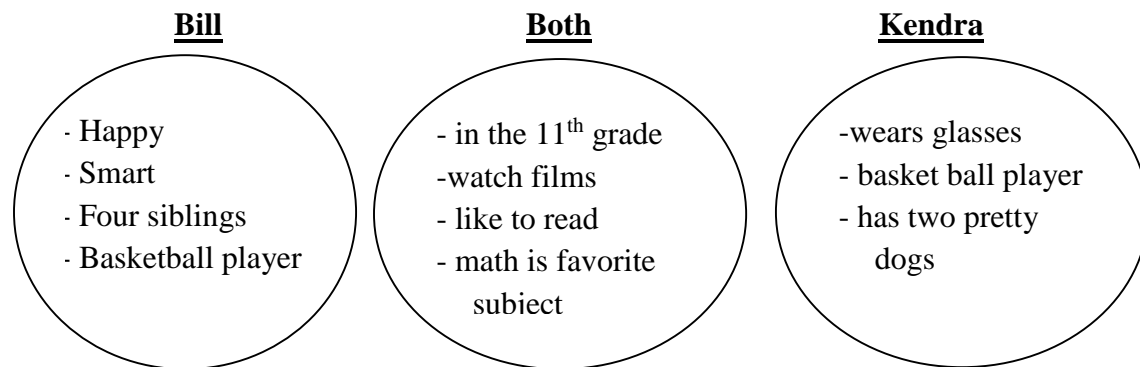 Bill
Both
Kendra
- Happy
- Smart
- Four siblings
- Basketball player
- in the 11th grade
-watch films
- like to read
- math is favorite
subject
-wears glasses
- basket ball player
- has two pretty
dogs